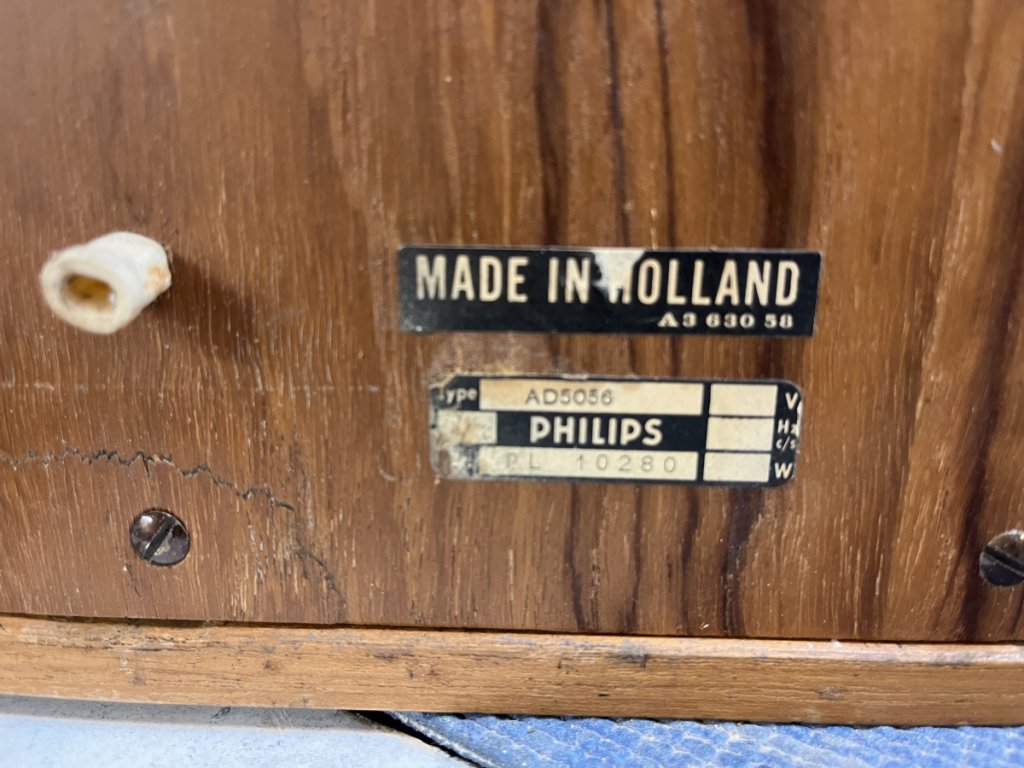 MADE IN HOLLAND
A3 630 58
Type AD5056 V
PHILIPS Hz c/s
PL 10280 W